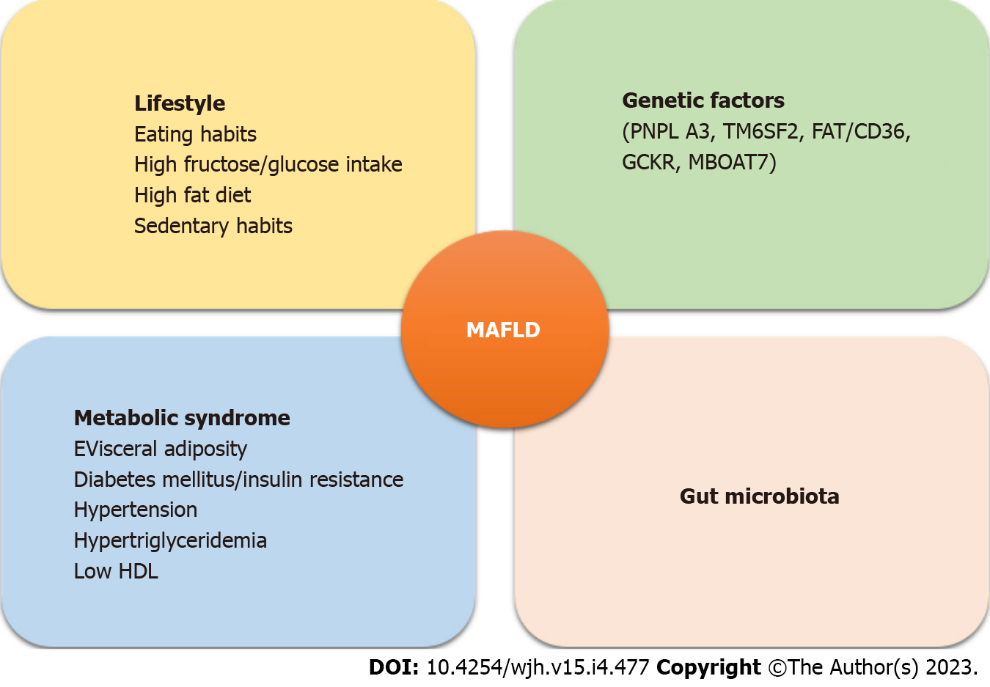 Lifestyle
Eating habits
High fructose/glucose intake
High fat diet
Sedentary habits
Genetic factors
(PNPL A3, TM6SF2, FAT/CD36,
GCKR, MBOAT7)
MAFLD
Metabolic syndrome
EVisceral adiposity
Diabetes mellitus/insulin resistance
Hypertension
Hypertriglyceridemia
Low HDL
Gut microbiota
DOI: 10.4254/wjh.v15.i4.477 Copyright ©The Author(s) 2023.